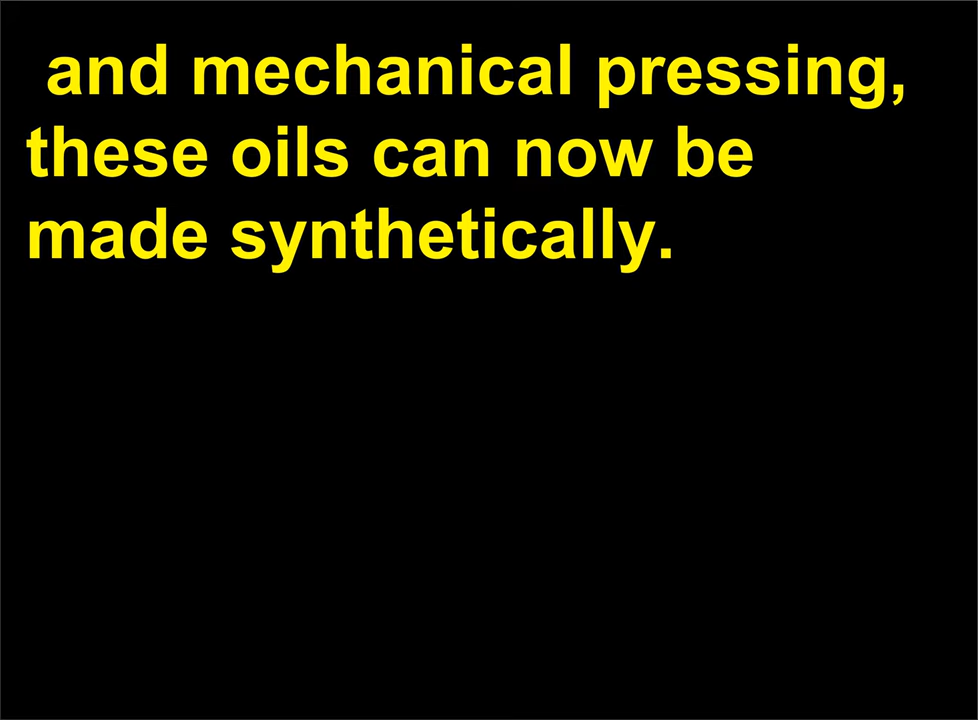 and mechanical pressing,
these oils can now be
made synthetically.